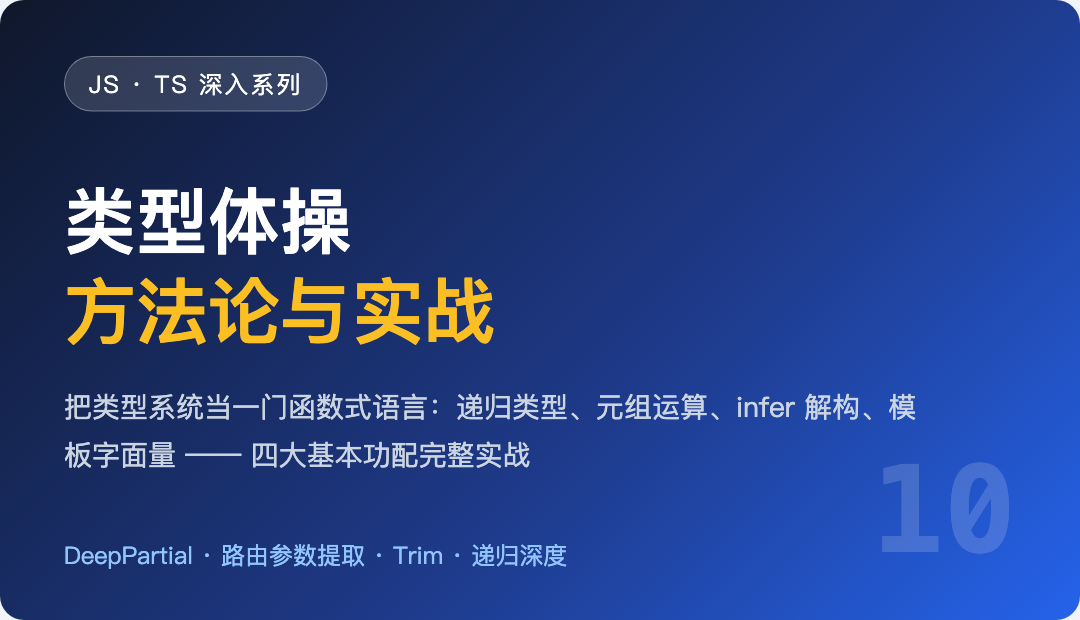 JS · TS 深入系列
类型体操
方法论与实战
把类型系统当一门函数式语言：递归类型、元组运算、infer 解构、模
板字面量 —— 四大基本功配完整实战
DeepPartial · 路由参数提取 · Trim · 递归深度
10